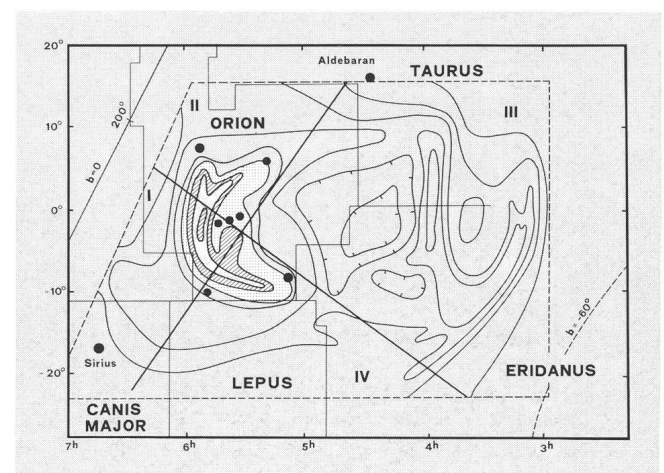 20°
Aldebaran
TAURUS
200°
II
III
10°
ORION
b=0
I
0°
-10°
b=-60°
Sirius
ERIDANUS
-20°
LEPUS
IV
CANIS
MAJOR
7h
6h
5h
4h
3h